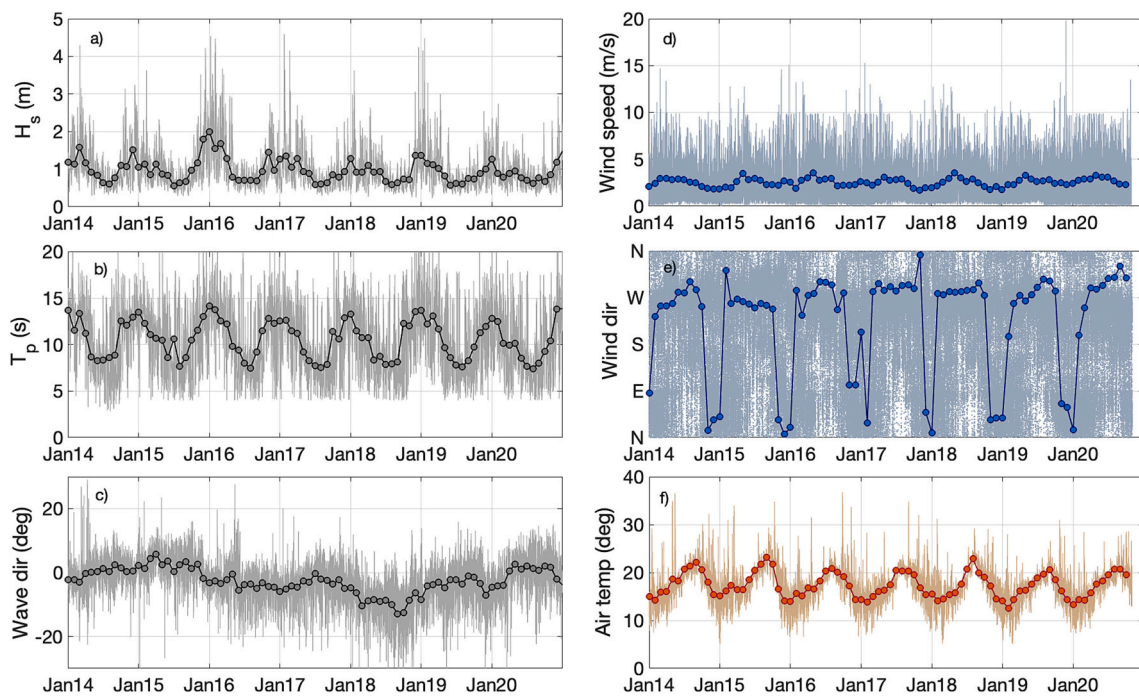 a)
5
4
3
2
1
0
H_s (m)
Jan14 Jan15 Jan16 Jan17 Jan18 Jan19 Jan20
d)
20
15
10
5
0
Wind speed (m/s)
Jan14 Jan15 Jan16 Jan17 Jan18 Jan19 Jan20
b)
20
15
10
5
0
T_p (s)
Jan14 Jan15 Jan16 Jan17 Jan18 Jan19 Jan20
e)
N
W
S
E
N
Wind dir
Jan14 Jan15 Jan16 Jan17 Jan18 Jan19 Jan20
c)
20
0
-20
Wave dir (deg)
Jan14 Jan15 Jan16 Jan17 Jan18 Jan19 Jan20
f)
40
30
20
10
0
Air temp (deg)
Jan14 Jan15 Jan16 Jan17 Jan18 Jan19 Jan20